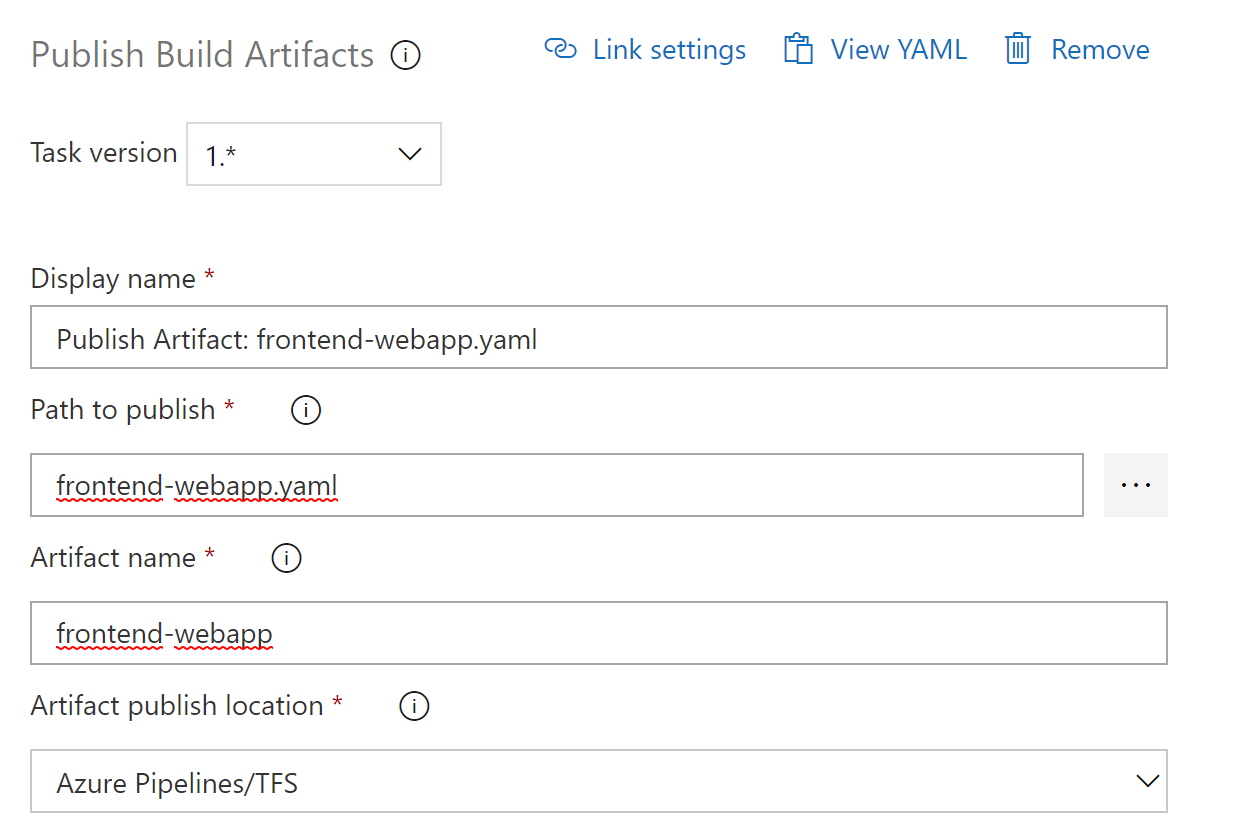 Publish Build Artifacts Link settings View YAML Remove
Task version 1.*
Display name *
Publish Artifact: frontend-webapp.yaml
Path to publish *
frontend-webapp.yaml ...
Artifact name *
frontend-webapp
Artifact publish location *
Azure Pipelines/TFS